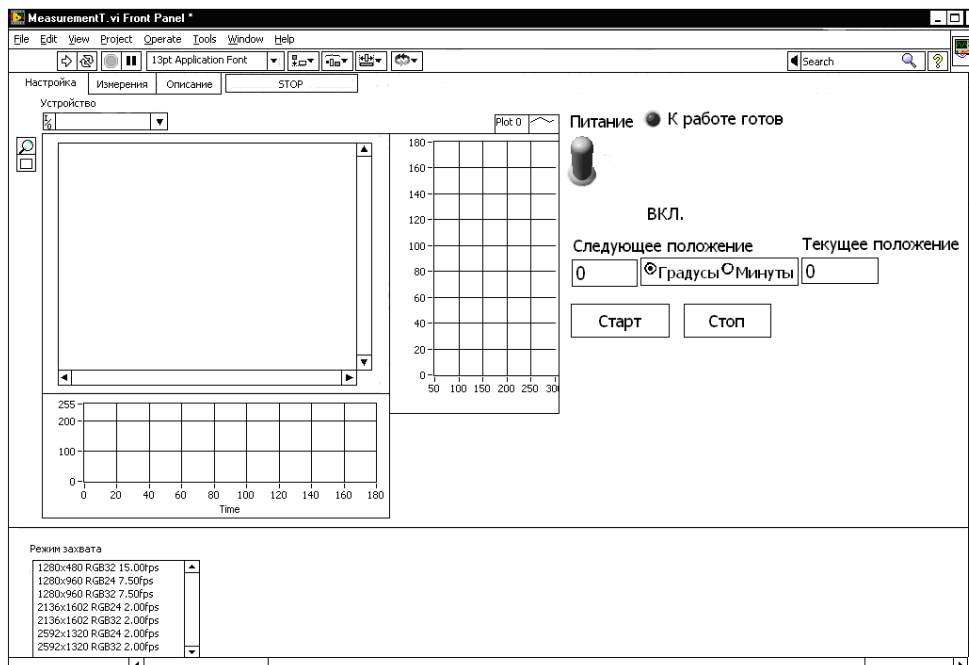 MeasurementT.vi Front Panel *
File Edit View Project Operate Tools Window Help
13pt Application Font
Search
?
Настройка Измерения Описание STOP
Устройство
Plot 0
Питание К работе готов
ВКЛ.
Следующее положение Текущее положение
0 Градусы Минуты 0
Старт Стоп
180
160
140
120
100
80
60
40
20
0
50 100 150 200 250 300
255
200
100
0
0 20 40 60 80 100 120 140 160 180
Time
Режим захвата
1280x480 RGB32 15.00fps
1280x960 RGB24 7.50fps
1280x960 RGB32 7.50fps
2136x1602 RGB24 2.00fps
2136x1602 RGB32 2.00fps
2592x1320 RGB24 2.00fps
2592x1320 RGB32 2.00fps